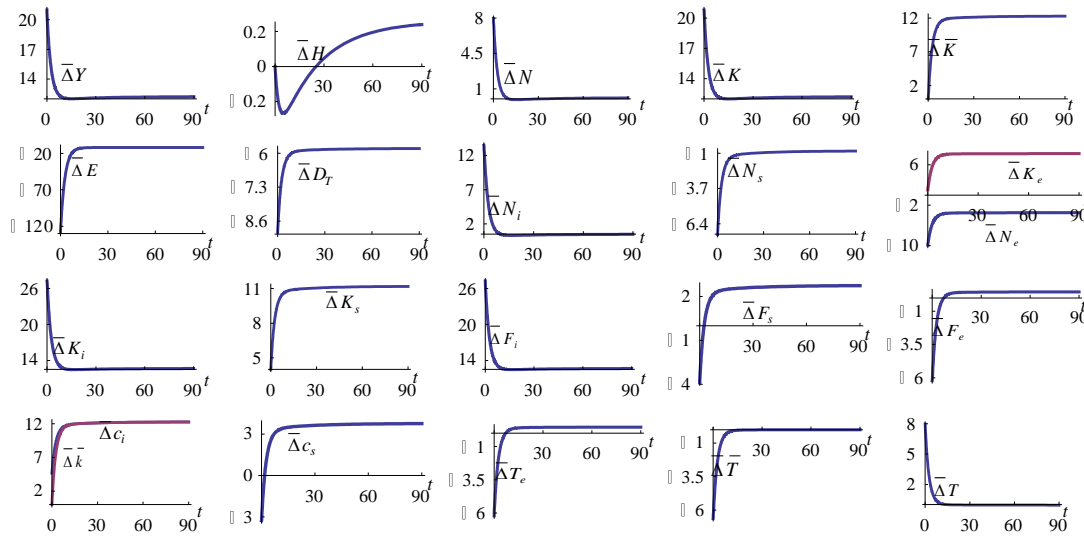 20
17
14
Δ̅Y
t
0 30 60 90
0.2
Δ̅H
0
30 60 90
t
▯ 0.2
8
4.5
Δ̅N
1
t
0 30 60 90
20
17
14
Δ̅K
t
0 30 60 90
12
Δ̅K̅
7
2
t
0 30 60 90
▯ 20
Δ̅E
▯ 70
▯ 120
t
0 30 60 90
▯ 6
Δ̅D_T
▯ 7.3
▯ 8.6
t
0 30 60 90
12
7
Δ̅N_i
2
t
0 30 60 90
▯ 1
Δ̅N_s
▯ 3.7
▯ 6.4
t
0 30 60 90
6
Δ̅K_e
▯ 2
30 60 90
t
Δ̅N_e
▯ 10
26
20
Δ̅K_i
14
t
0 30 60 90
11
Δ̅K_s
8
5
t
0 30 60 90
26
20
Δ̅F_i
14
t
0 30 60 90
2
Δ̅F_s
▯ 1
30 60 90
t
▯ 4
▯ 1
30 60 90
t
Δ̅F_e
▯ 3.5
▯ 6
12
Δ̅c_i
7
Δ̅k̅
2
t
0 30 60 90
3
Δ̅c_s
0
30 60 90
t
▯ 3
▯ 1
30 60 90
t
Δ̅T_e
▯ 3.5
▯ 6
▯ 1
30 60 90
t
Δ̅T̅
▯ 3.5
▯ 6
8
5
2
Δ̅T
t
0 30 60 90